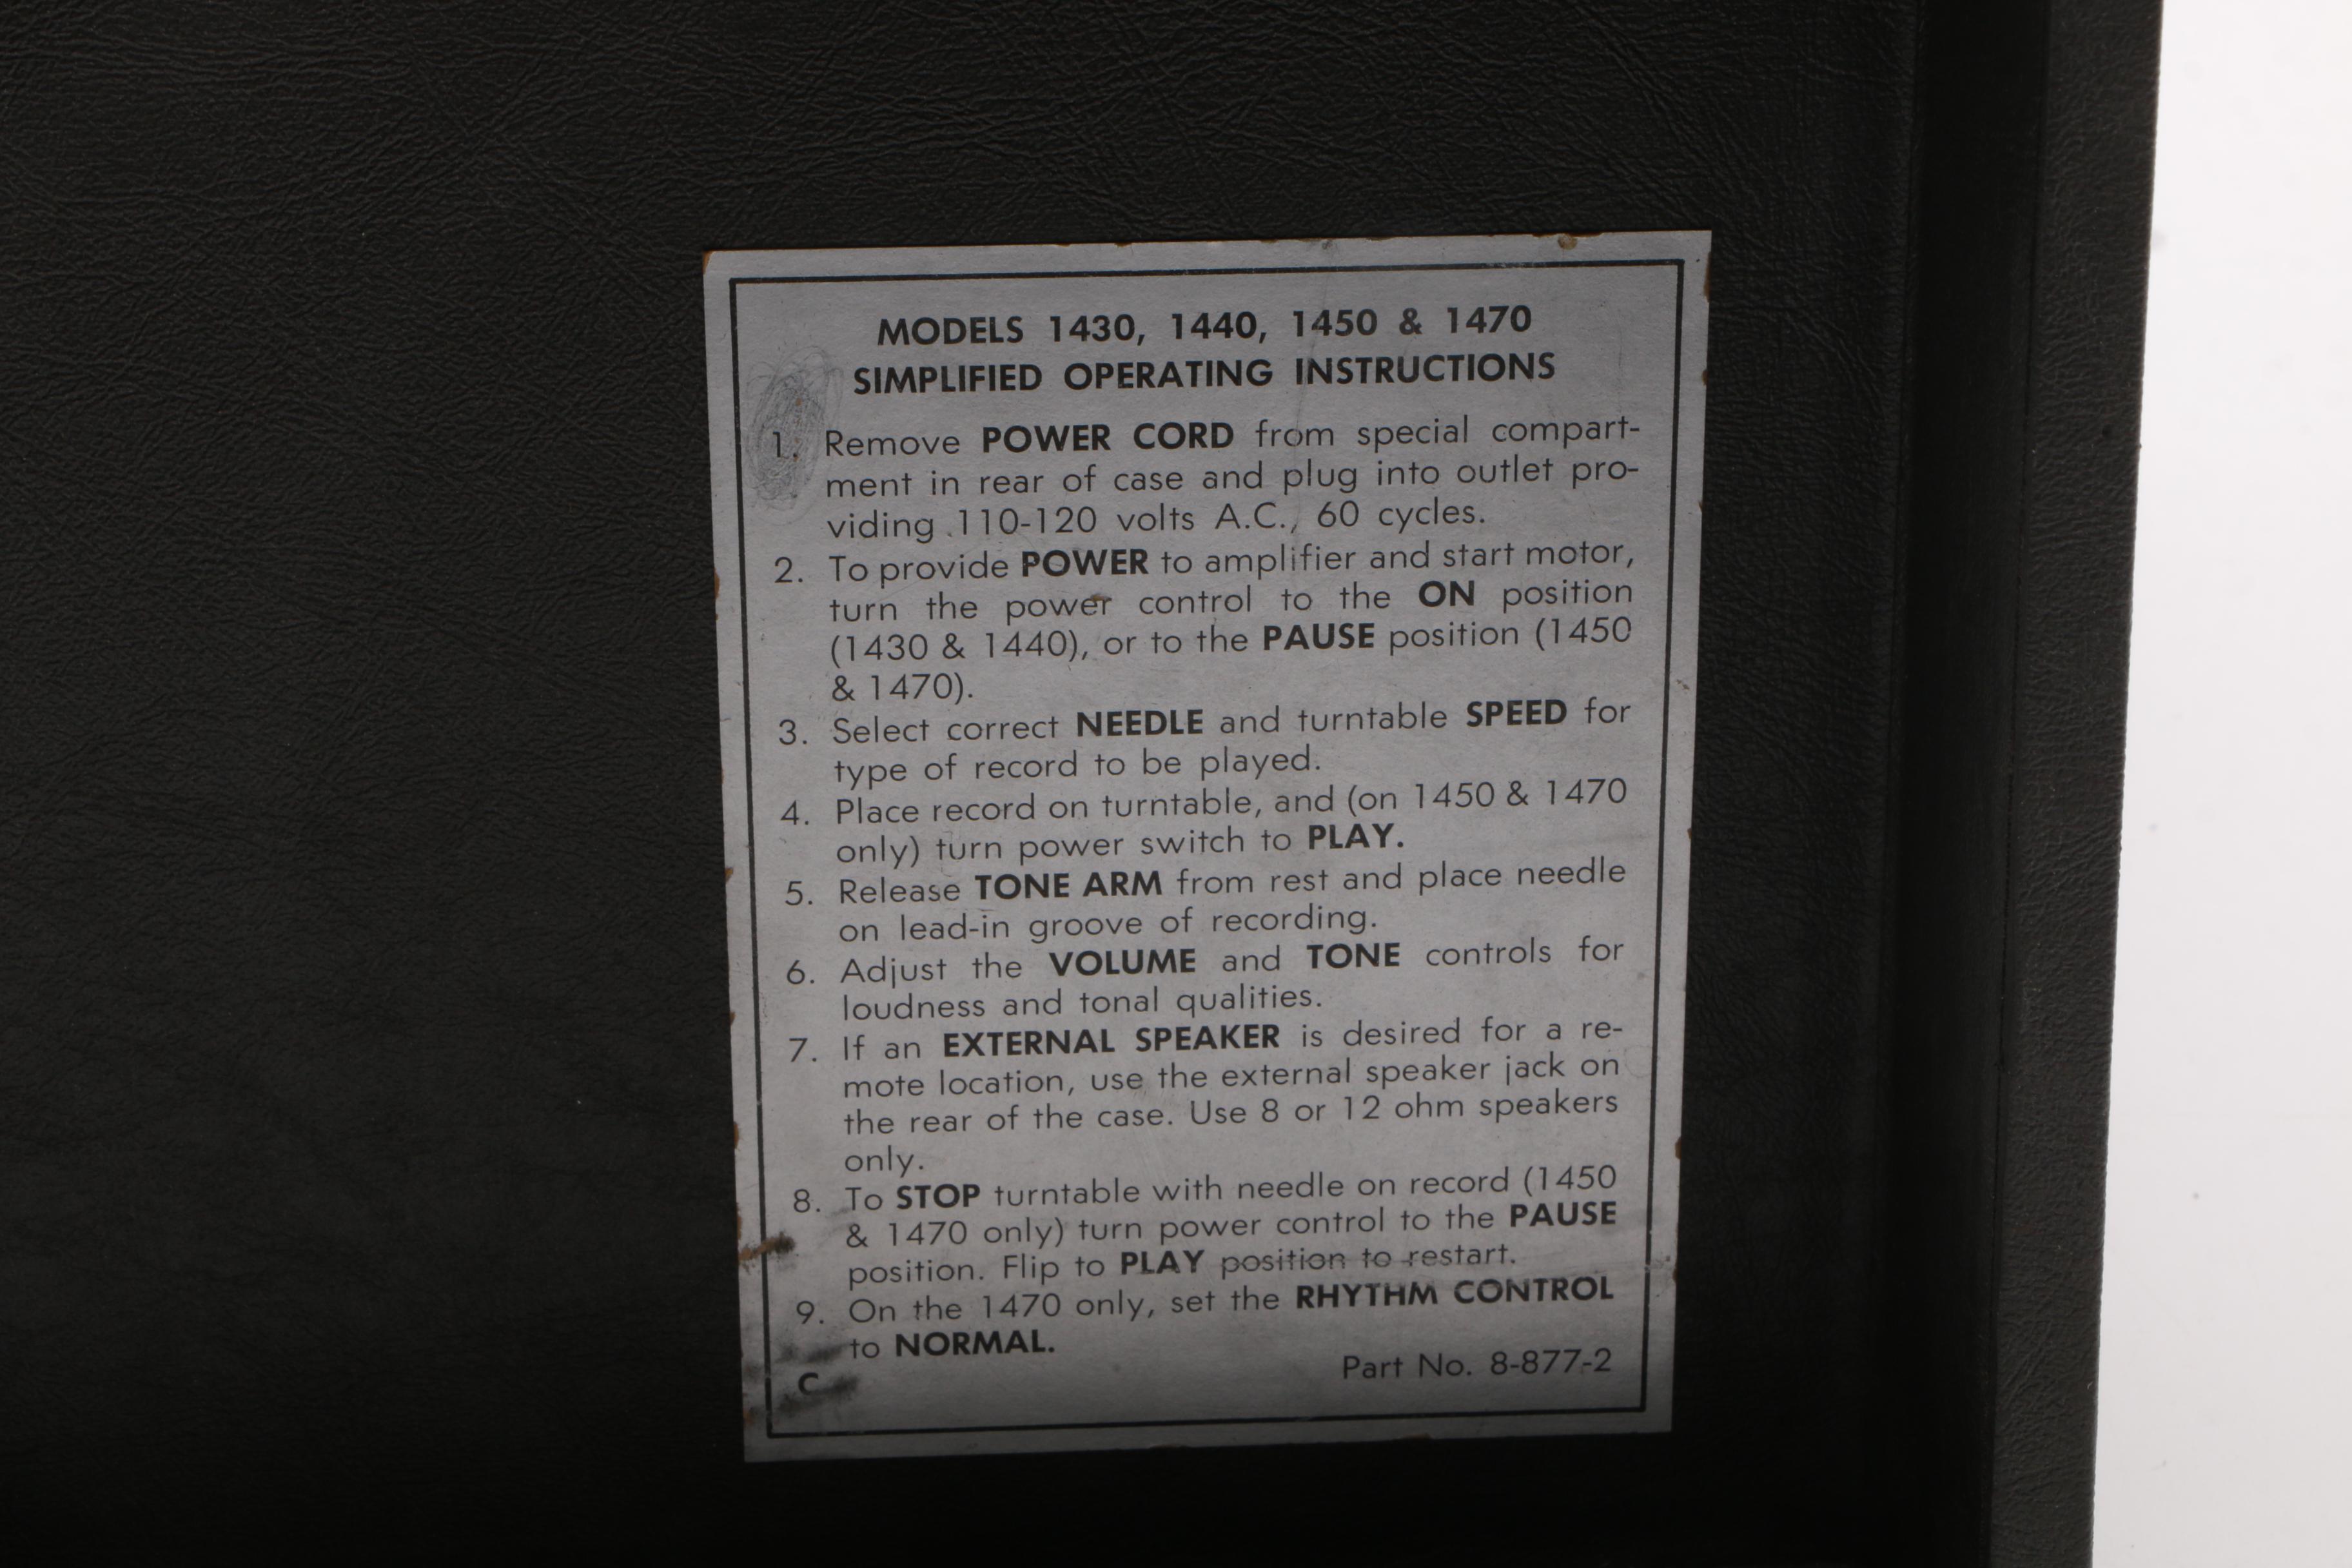 MODELS 1430, 1440, 1450 & 1470
SIMPLIFIED OPERATING INSTRUCTIONS
1. Remove POWER CORD from special compart-
ment in rear of case and plug into outlet pro-
viding 110-120 volts A.C., 60 cycles.
2. To provide POWER to amplifier and start motor,
turn the power control to the ON position
(1430 & 1440), or to the PAUSE position (1450
& 1470).
3. Select correct NEEDLE and turntable SPEED for
type of record to be played.
4. Place record on turntable, and (on 1450 & 1470
only) turn power switch to PLAY.
5. Release TONE ARM from rest and place needle
on lead-in groove of recording.
6. Adjust the VOLUME and TONE controls for
loudness and tonal qualities.
7. If an EXTERNAL SPEAKER is desired for a re-
mote location, use the external speaker jack on
the rear of the case. Use 8 or 12 ohm speakers
only.
8. To STOP turntable with needle on record (1450
& 1470 only) turn power control to the PAUSE
position. Flip to PLAY position to restart.
9. On the 1470 only, set the RHYTHM CONTROL
to NORMAL.
C Part No. 8-877-2